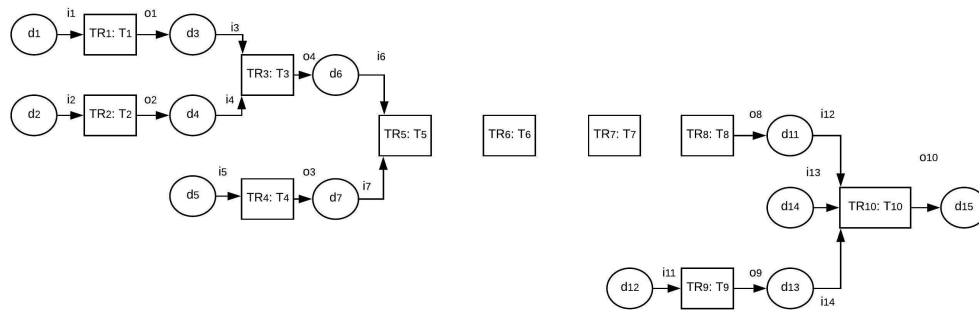 i1 o1 i3
d1 TR1: T1 d3
o4 i6
TR3: T3 d6
i2 o2 i4
d2 TR2: T2 d4
o8 i12
TR5: T5 TR6: T6 TR7: T7 TR8: T8 d11
o10
i5 o3 i7 i13
d5 TR4: T4 d7
d14 TR10: T10 d15
i11 o9 i14
d12 TR9: T9 d13